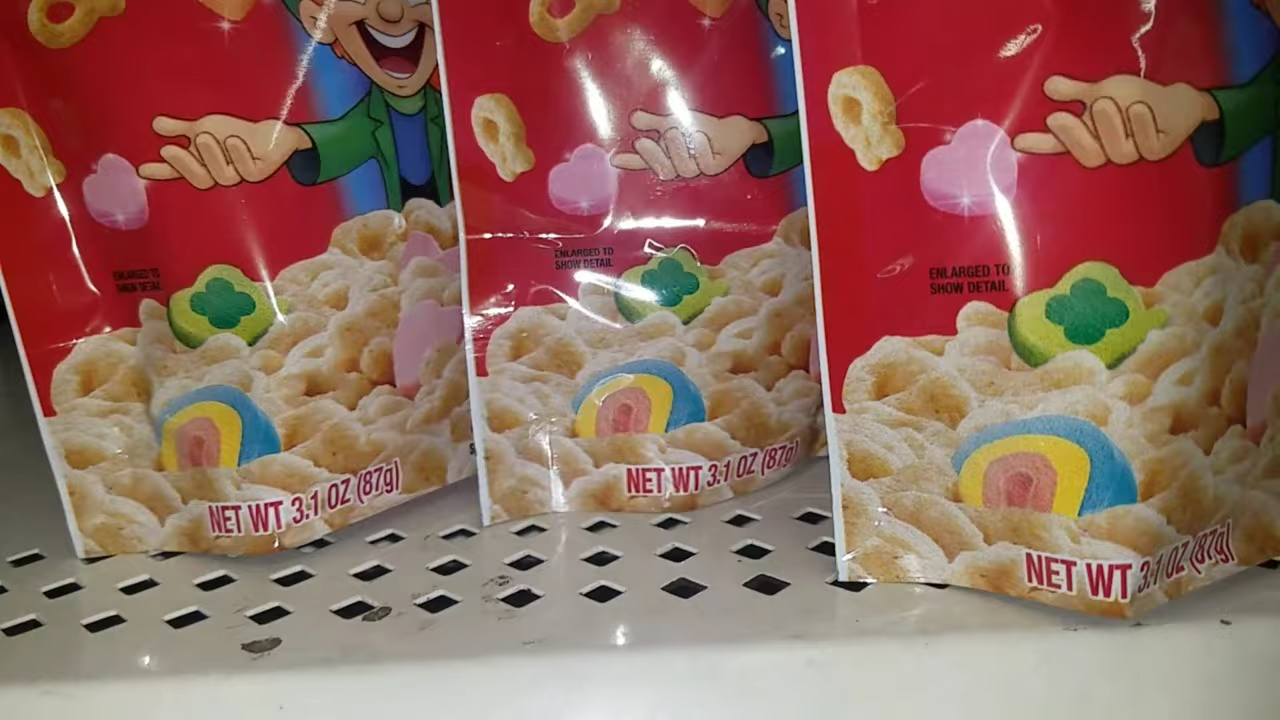 ENLARGED TO
SHOW DETAIL
NET WT 3.1 OZ (87g)
ENLARGED TO
SHOW DETAIL
NET WT 3.1 OZ (87g)
ENLARGED TO
SHOW DETAIL
NET WT 3.1 OZ (87g)